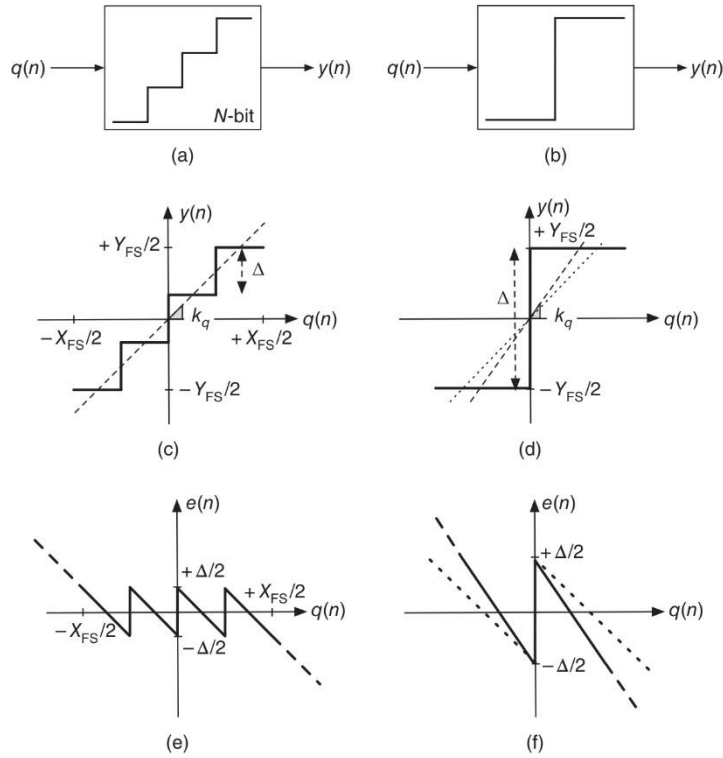 q(n)
N-bit
y(n)
(a)
q(n)
y(n)
(b)
y(n)
+ Y_FS/2
Δ
k_q
q(n)
− X_FS/2
+ X_FS/2
− Y_FS/2
(c)
y(n)
+ Y_FS/2
Δ
k_q
q(n)
− Y_FS/2
(d)
e(n)
+ Δ/2
+ X_FS/2
q(n)
− X_FS/2
− Δ/2
(e)
e(n)
+ Δ/2
q(n)
− Δ/2
(f)